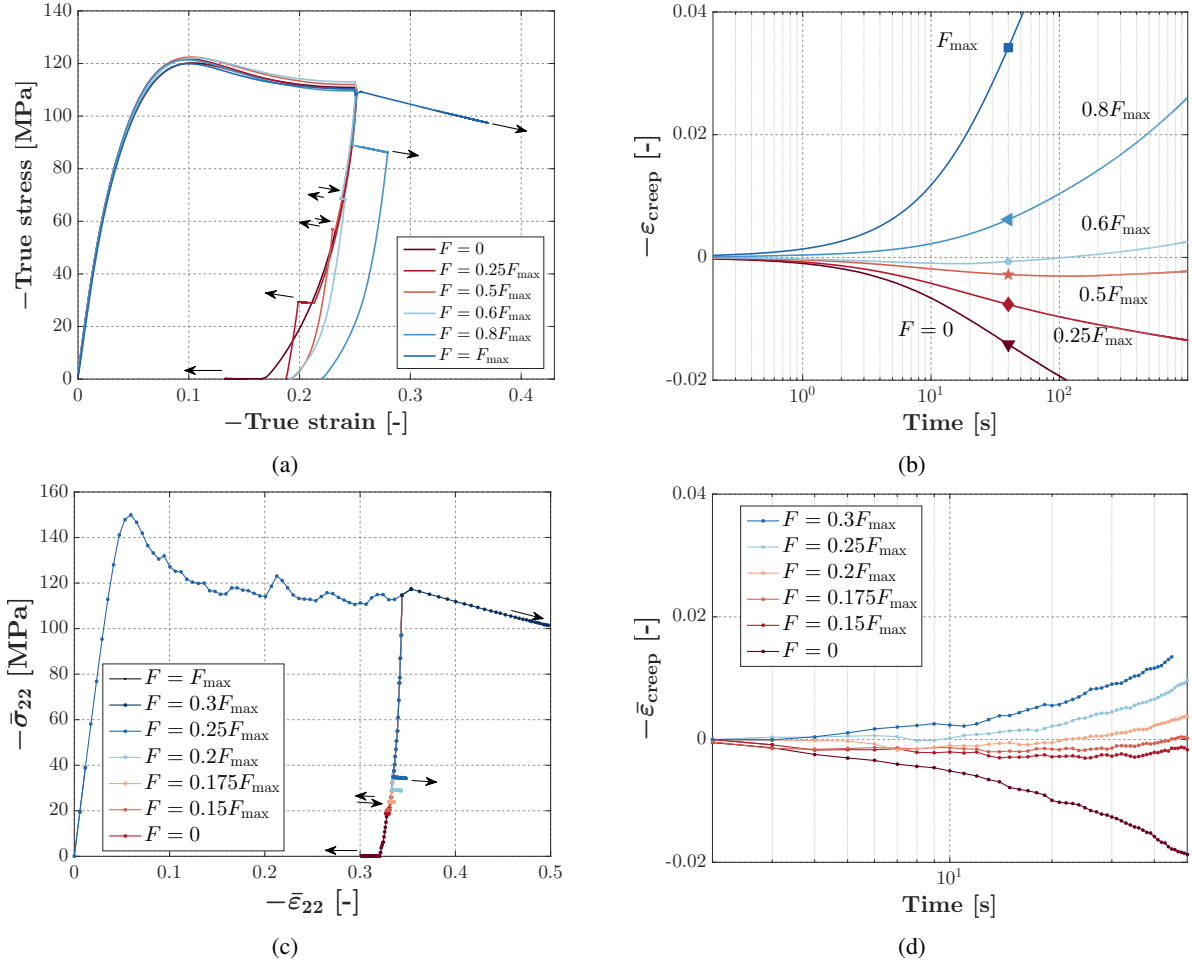 140
120
100
80
60
40
20
0
−True stress [MPa]
F = 0
F = 0.25F_max
F = 0.5F_max
F = 0.6F_max
F = 0.8F_max
F = F_max
0 0.1 0.2 0.3 0.4
−True strain [-]
(a)
0.04
0.02
0
-0.02
−ε_creep [-]
F_max
0.8F_max
0.6F_max
0.5F_max
0.25F_max
F = 0
10^0 10^1 10^2
Time [s]
(b)
160
140
120
100
80
60
40
20
0
−σ̄_22 [MPa]
F = F_max
F = 0.3F_max
F = 0.25F_max
F = 0.2F_max
F = 0.175F_max
F = 0.15F_max
F = 0
0 0.1 0.2 0.3 0.4 0.5
−ε̄_22 [-]
(c)
0.04
0.02
0
-0.02
−ε̄_creep [-]
F = 0.3F_max
F = 0.25F_max
F = 0.2F_max
F = 0.175F_max
F = 0.15F_max
F = 0
10^1
Time [s]
(d)